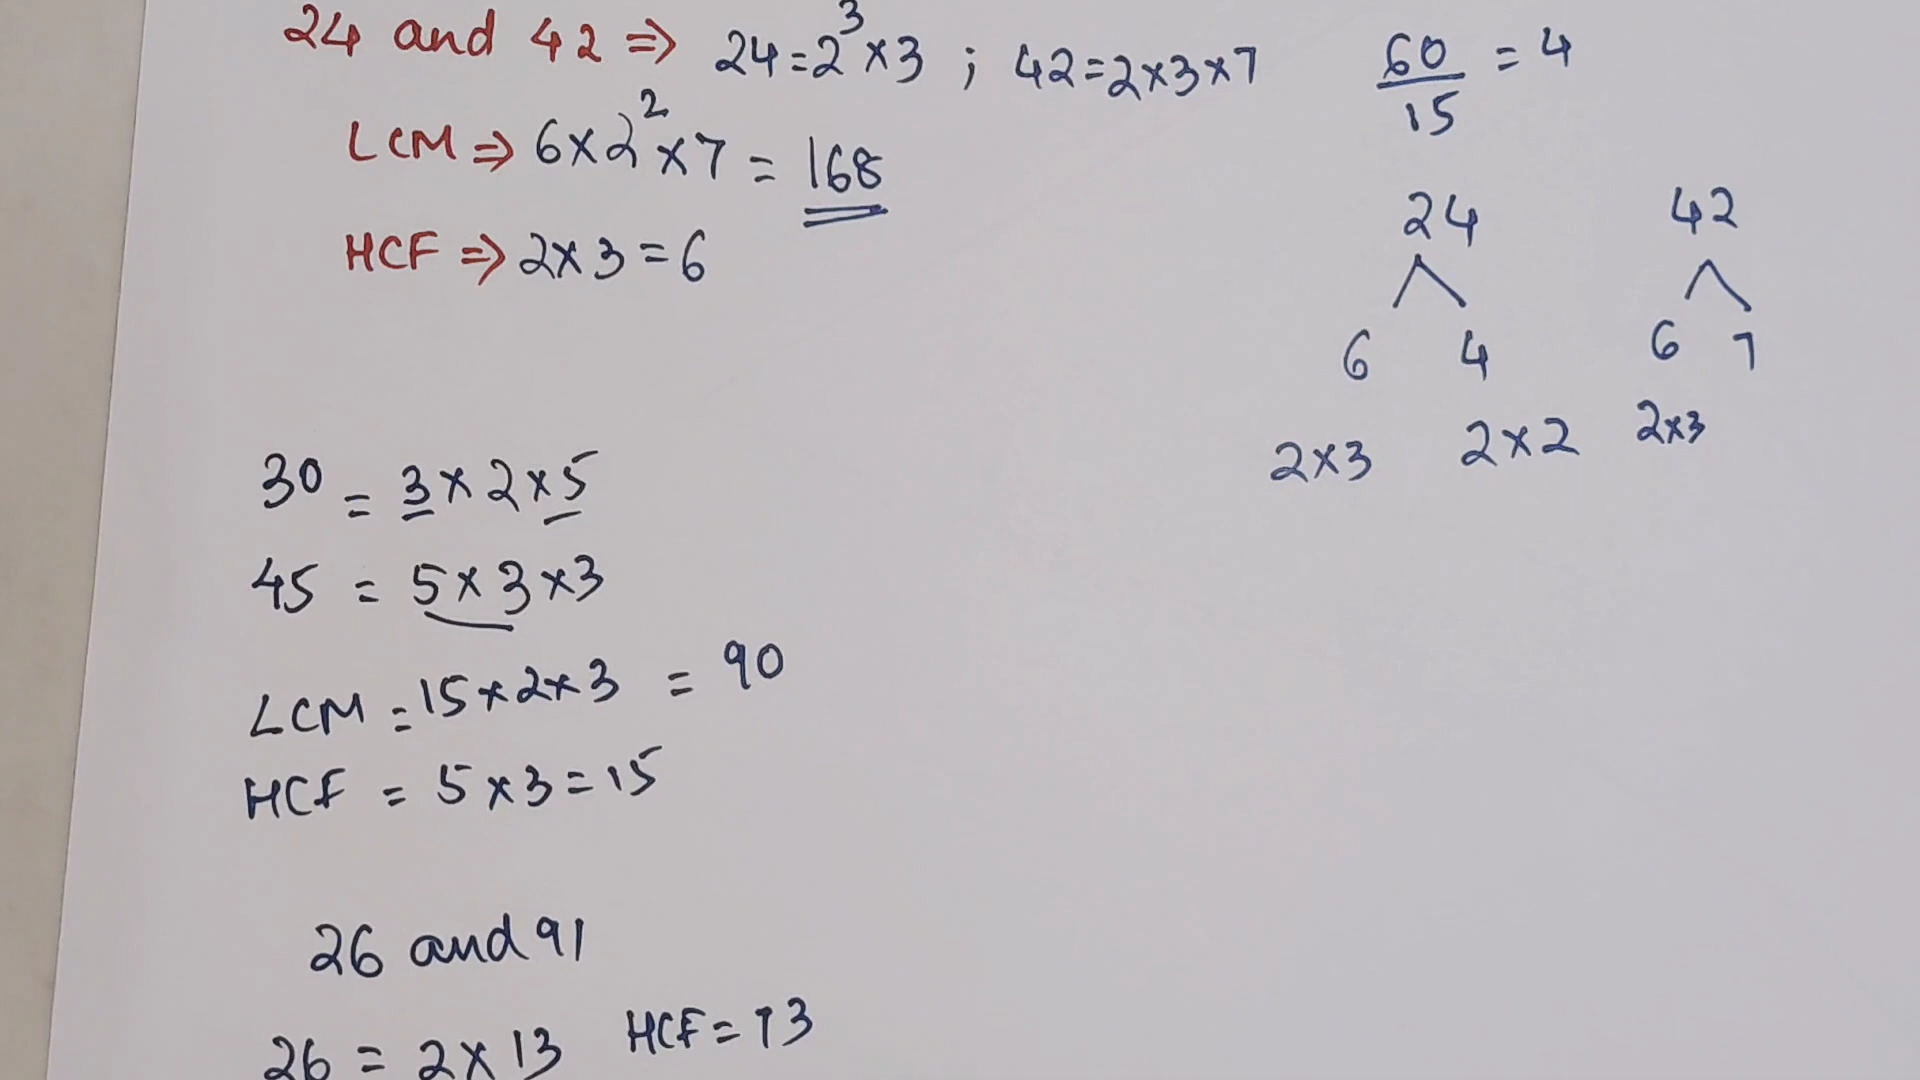 24 and 42 ⇒ 24=2³×3 ; 42=2×3×7
LCM ⇒ 6×2²×7 = 168
HCF ⇒ 2×3=6
60/15 = 4
24 42
6 4 6 7
2×3 2×2 2×3
30 = 3×2×5
45 = 5×3×3
LCM = 15×2×3 = 90
HCF = 5×3=15
26 and 91
26 = 2×13 HCF=13